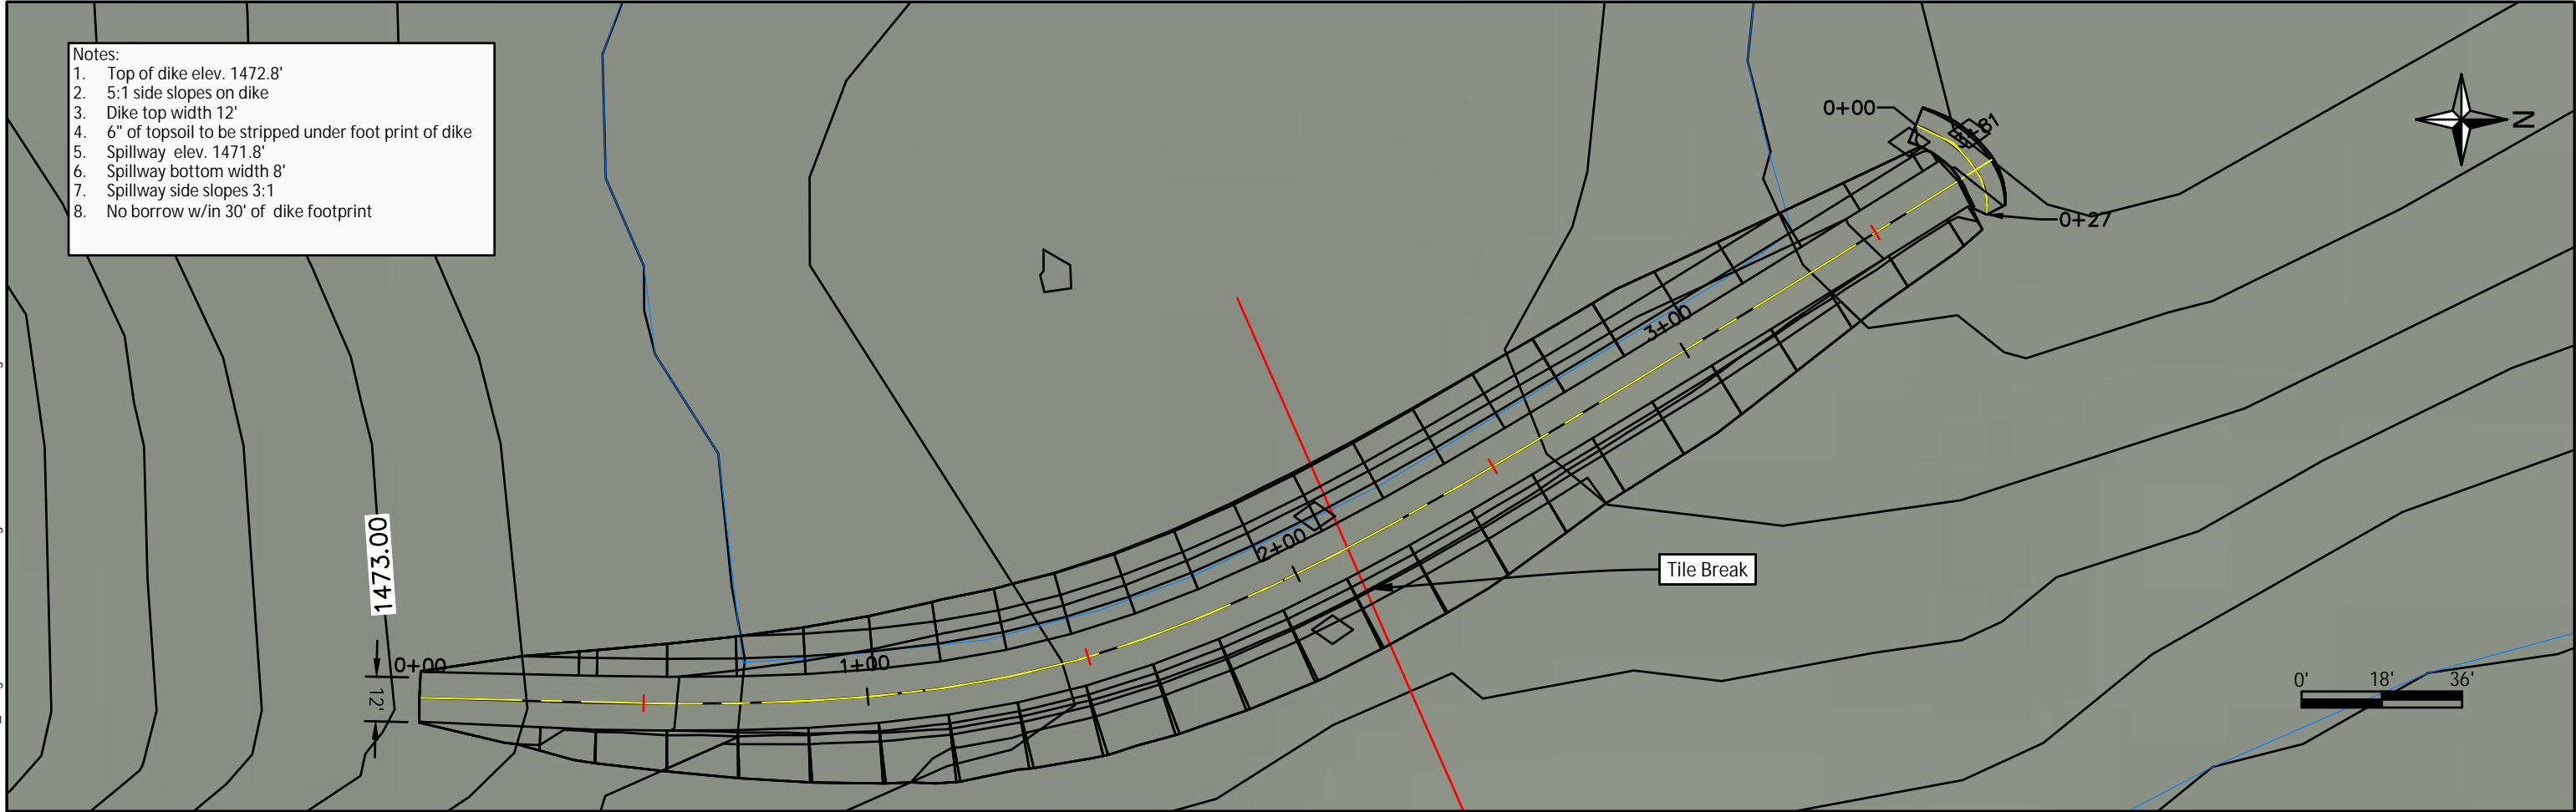 Notes:
1. Top of dike elev. 1472.8'
2. 5:1 side slopes on dike
3. Dike top width 12'
4. 6" of topsoil to be stripped under foot print of dike
5. Spillway elev. 1471.8'
6. Spillway bottom width 8'
7. Spillway side slopes 3:1
8. No borrow w/in 30' of dike footprint
0+00
N
0+27
3+00
2+00
Tile Break
1473.00
0+00
1+00
12'
0' 18' 36'